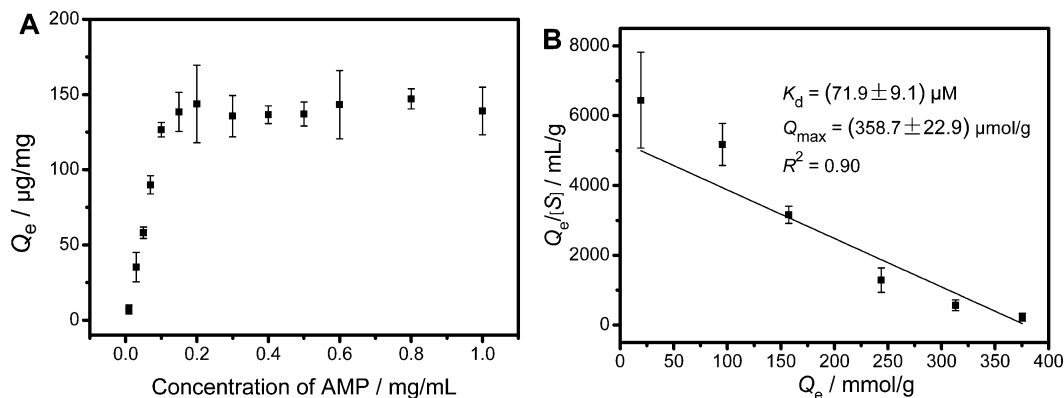 A
200
150
100
50
0
Qe / µg/mg
0.0 0.2 0.4 0.6 0.8 1.0
Concentration of AMP / mg/mL
B
8000
6000
4000
2000
0
Qe/[S] / mL/g
Kd = (71.9±9.1) µM
Qmax = (358.7±22.9) µmol/g
R² = 0.90
0 50 100 150 200 250 300 350 400
Qe / mmol/g